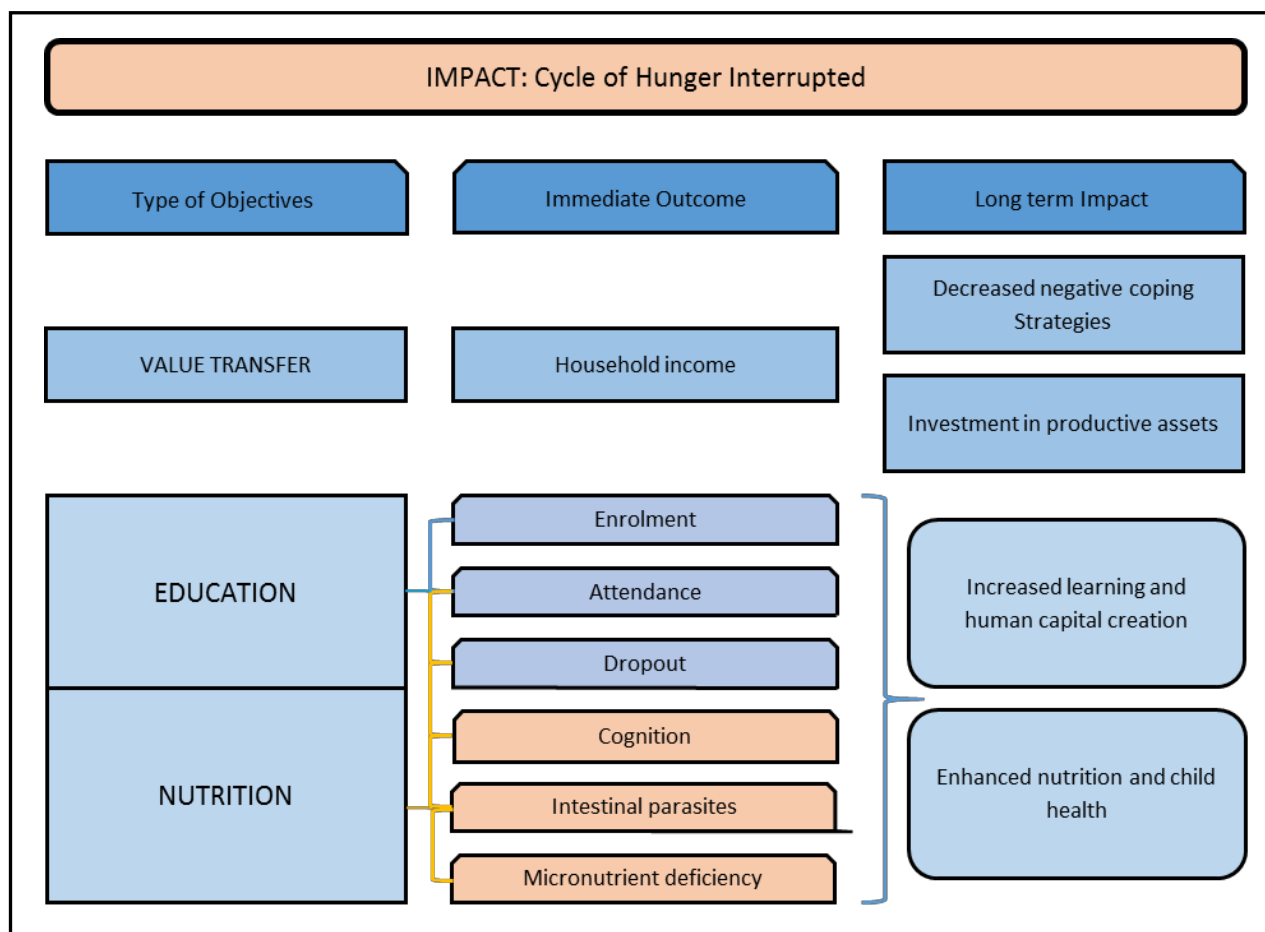 IMPACT: Cycle of Hunger Interrupted
Type of Objectives
Immediate Outcome
Long term Impact
VALUE TRANSFER
Household income
Decreased negative coping
Strategies
Investment in productive assets
EDUCATION
NUTRITION
Enrolment
Attendance
Dropout
Cognition
Intestinal parasites
Micronutrient deficiency
Increased learning and
human capital creation
Enhanced nutrition and child
health